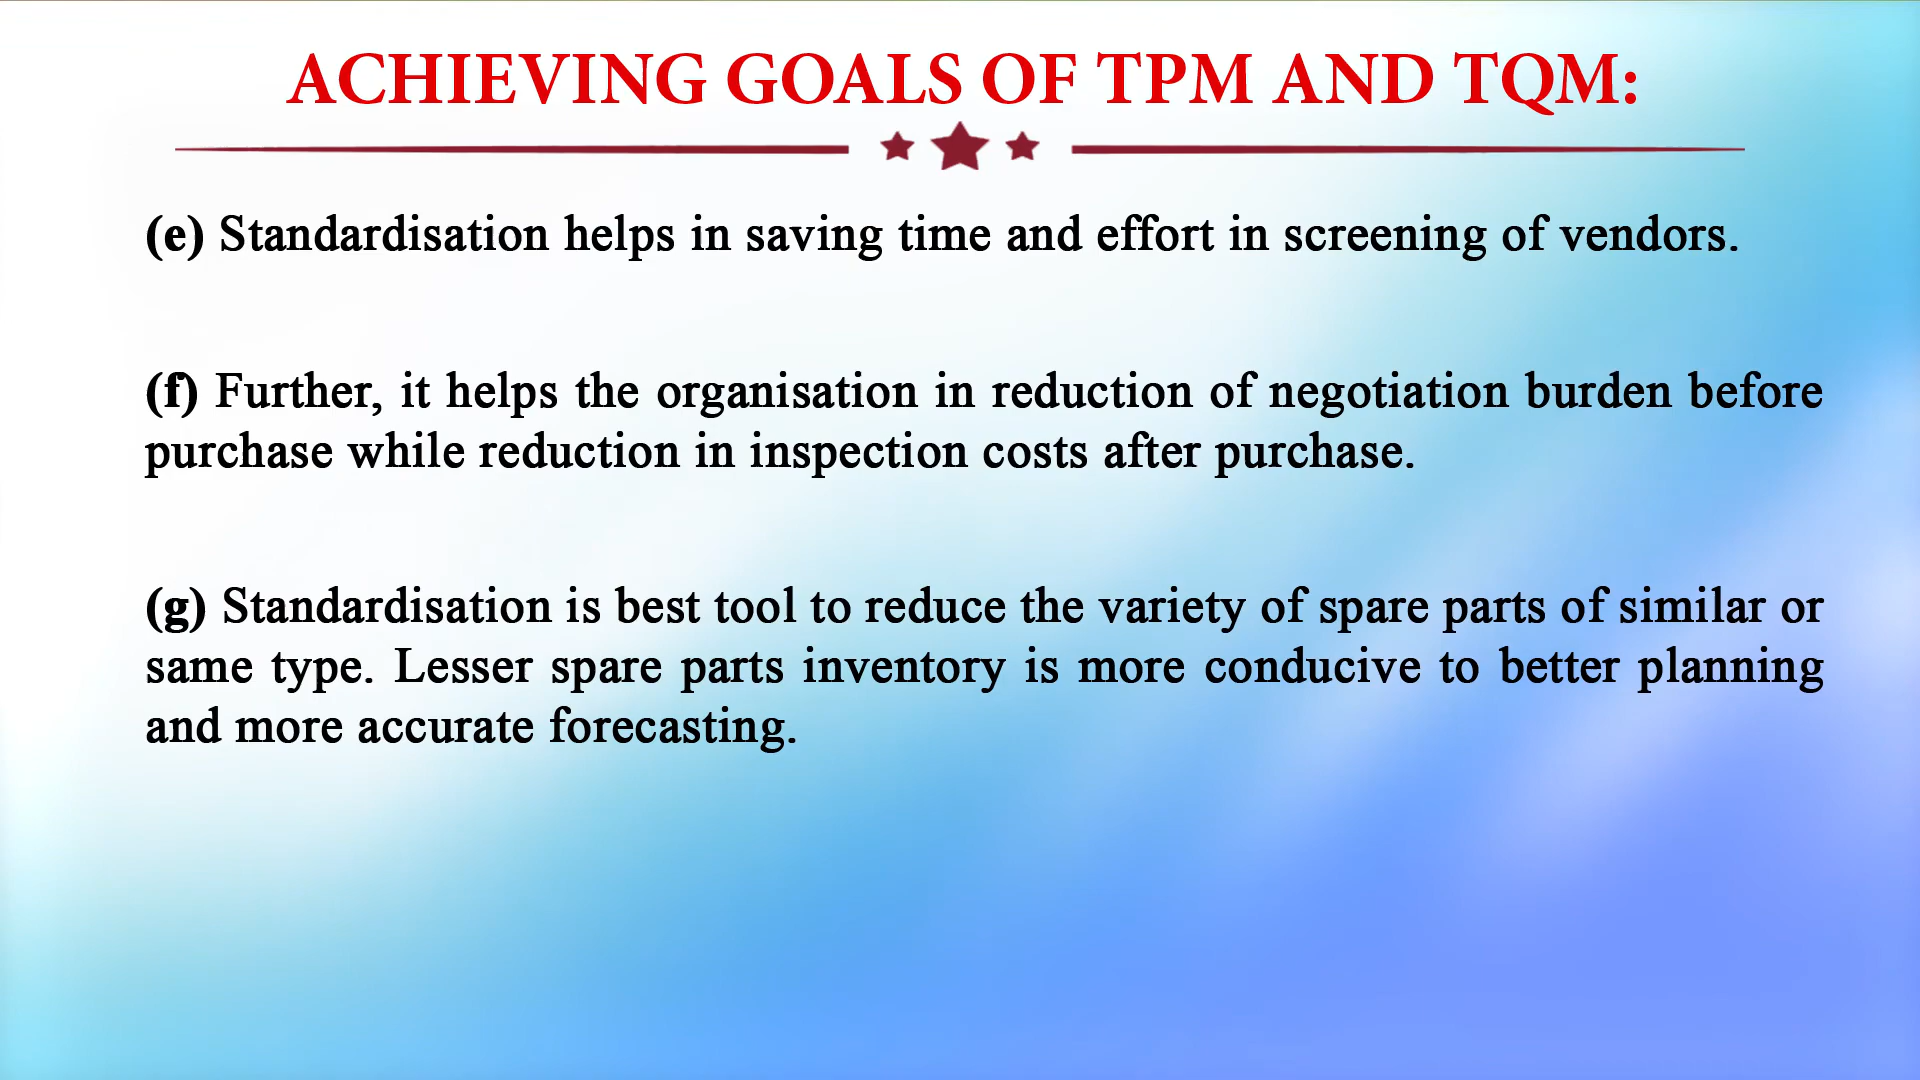 ACHIEVING GOALS OF TPM AND TQM:
(e) Standardisation helps in saving time and effort in screening of vendors.
(f) Further, it helps the organisation in reduction of negotiation burden before
purchase while reduction in inspection costs after purchase.
(g) Standardisation is best tool to reduce the variety of spare parts of similar or
same type. Lesser spare parts inventory is more conducive to better planning
and more accurate forecasting.